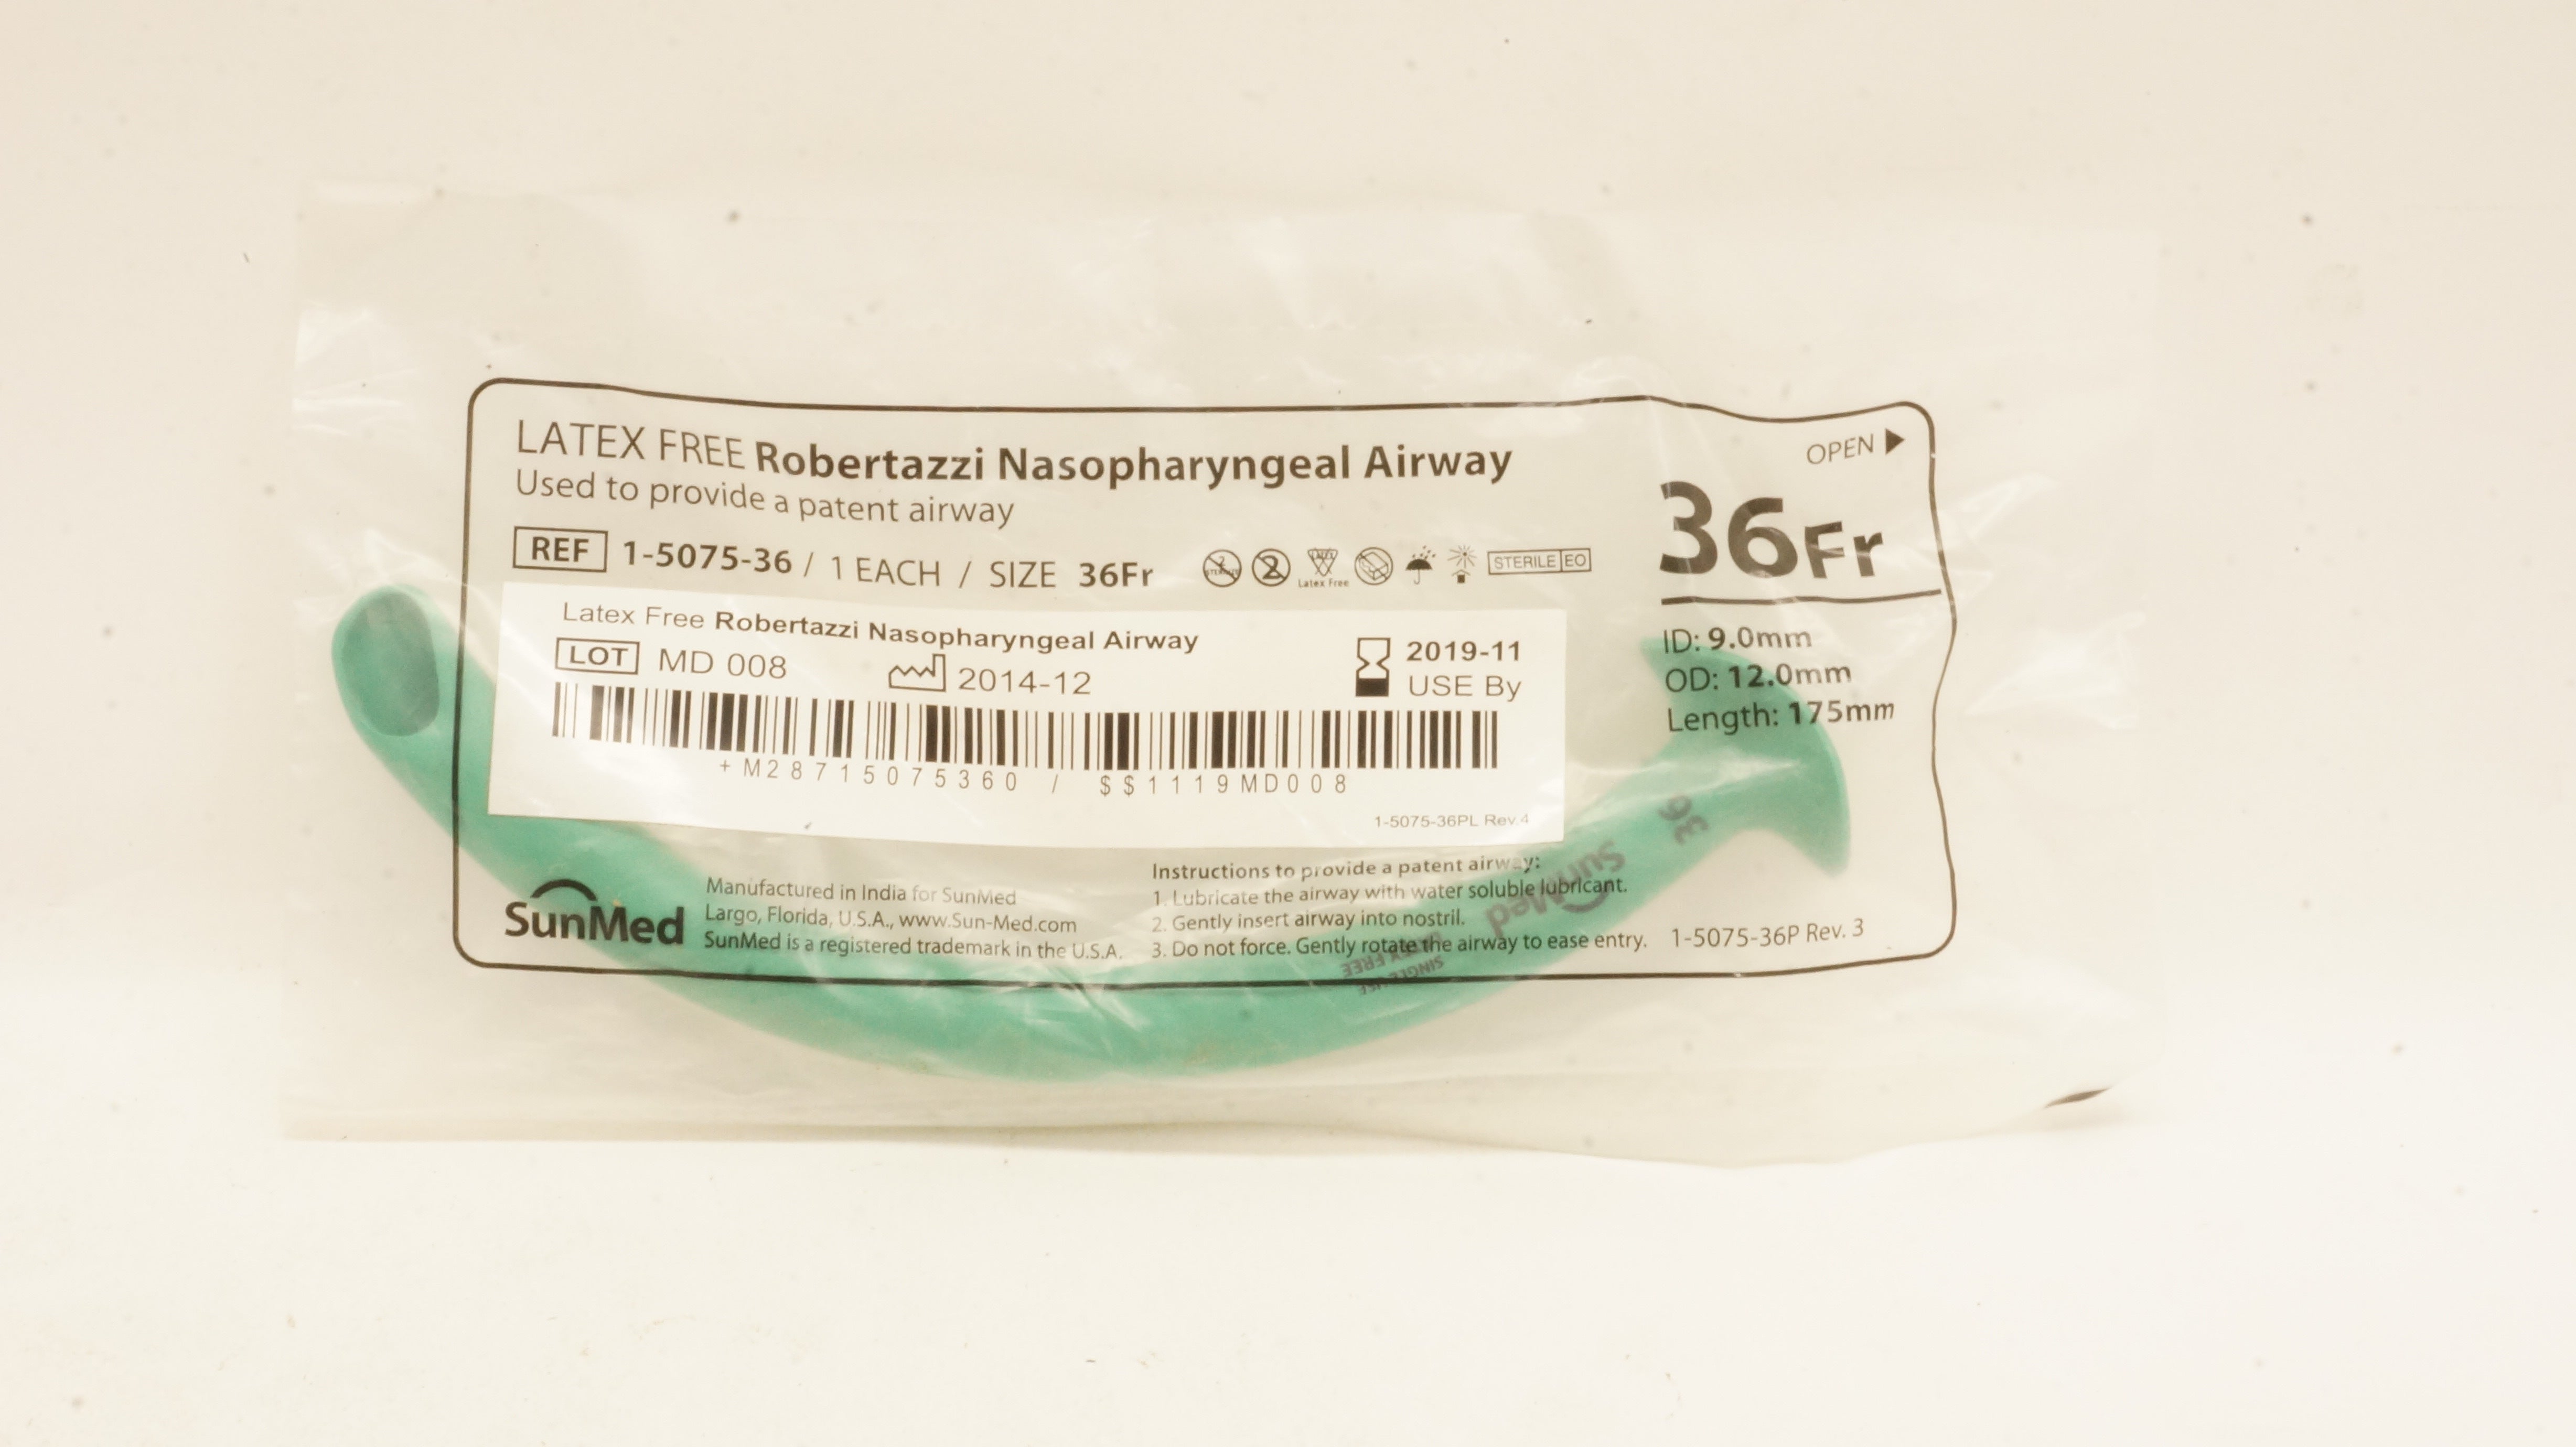 LATEX FREE Robertazzi Nasopharyngeal Airway
Used to provide a patent airway
REF 1-5075-36 / 1 EACH / SIZE 36Fr
2
Latex Free
STERILE EO
OPEN
36Fr
ID: 9.0mm
OD: 12.0mm
Length: 175mm
Latex Free Robertazzi Nasopharyngeal Airway
LOT MD 008
2014-12
2019-11
USE By
+M28715075360 / $$1119MD008
1-5075-36PL Rev.4
SunMed
Manufactured in India for SunMed
Largo, Florida, U.S.A., www.Sun-Med.com
SunMed is a registered trademark in the U.S.A.
Instructions to provide a patent airway:
1. Lubricate the airway with water soluble lubricant.
2. Gently insert airway into nostril.
3. Do not force. Gently rotate the airway to ease entry.
1-5075-36P Rev. 3
36
SunMed
LATEX FREE